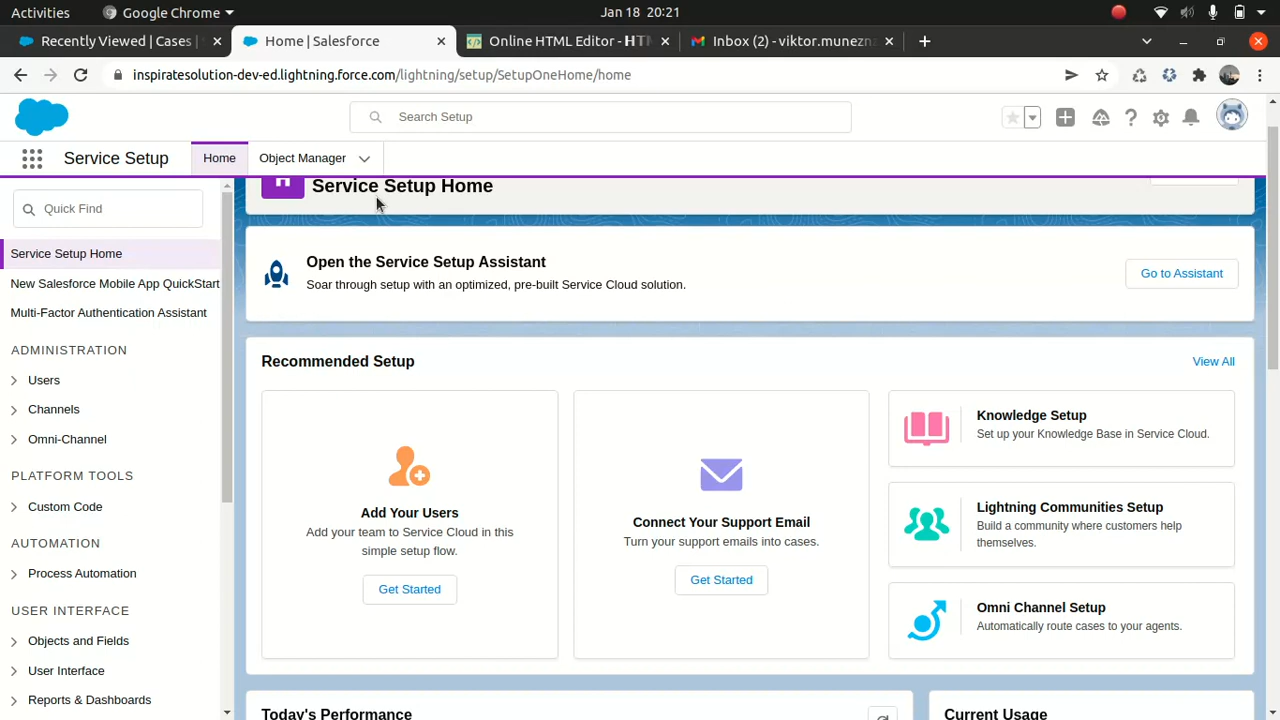 Activities
Google Chrome
Jan 18 20:21
Recently Viewed | Cases |
Home | Salesforce
Online HTML Editor - HTM
Inbox (2) - viktor.munezna
inspiratesolution-dev-ed.lightning.force.com/lightning/setup/SetupOneHome/home
Search Setup
Service Setup
Home
Object Manager
Quick Find
Service Setup Home
New Salesforce Mobile App QuickStart
Multi-Factor Authentication Assistant
ADMINISTRATION
Users
Channels
Omni-Channel
PLATFORM TOOLS
Custom Code
AUTOMATION
Process Automation
USER INTERFACE
Objects and Fields
User Interface
Reports & Dashboards
Service Setup Home
Open the Service Setup Assistant
Soar through setup with an optimized, pre-built Service Cloud solution.
Go to Assistant
Recommended Setup
View All
Add Your Users
Add your team to Service Cloud in this
simple setup flow.
Get Started
Connect Your Support Email
Turn your support emails into cases.
Get Started
Knowledge Setup
Set up your Knowledge Base in Service Cloud.
Lightning Communities Setup
Build a community where customers help
themselves.
Omni Channel Setup
Automatically route cases to your agents.
Today's Performance
Current Usage